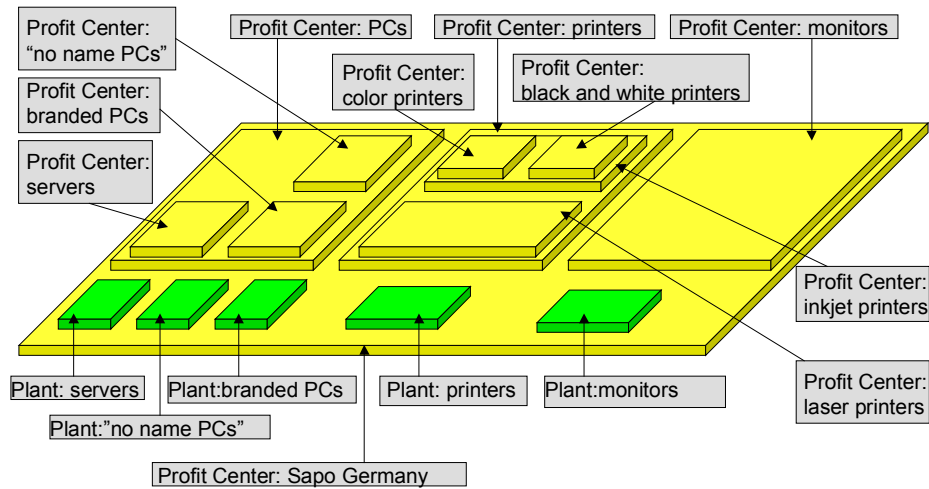 Profit Center:
“no name PCs”
Profit Center: PCs
Profit Center: printers
Profit Center: monitors
Profit Center:
color printers
Profit Center:
black and white printers
Profit Center:
branded PCs
Profit Center:
servers
Profit Center:
inkjet printers
Profit Center:
laser printers
Plant: servers
Plant:branded PCs
Plant: printers
Plant:monitors
Plant:”no name PCs”
Profit Center: Sapo Germany